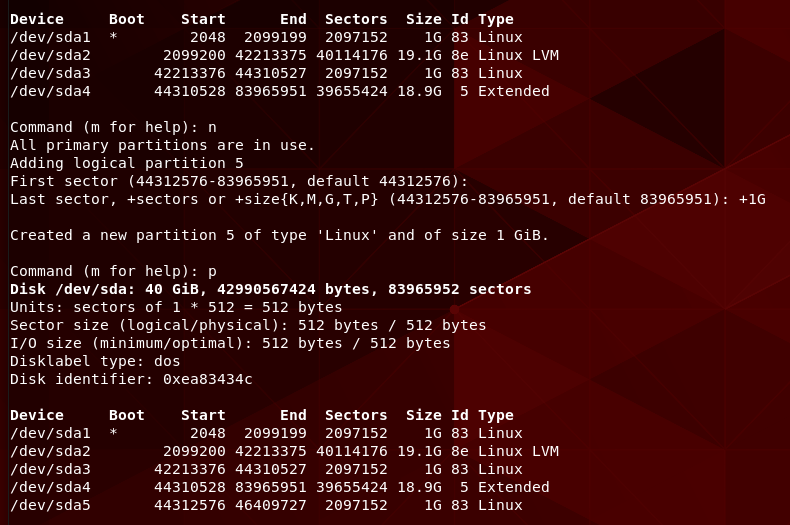 Device     Boot    Start      End  Sectors  Size Id Type
/dev/sda1  *        2048  2099199  2097152    1G 83 Linux
/dev/sda2        2099200 42213375 40114176 19.1G 8e Linux LVM
/dev/sda3       42213376 44310527  2097152    1G 83 Linux
/dev/sda4       44310528 83965951 39655424 18.9G  5 Extended

Command (m for help): n
All primary partitions are in use.
Adding logical partition 5
First sector (44312576-83965951, default 44312576):
Last sector, +sectors or +size{K,M,G,T,P} (44312576-83965951, default 83965951): +1G

Created a new partition 5 of type 'Linux' and of size 1 GiB.

Command (m for help): p
Disk /dev/sda: 40 GiB, 42990567424 bytes, 83965952 sectors
Units: sectors of 1 * 512 = 512 bytes
Sector size (logical/physical): 512 bytes / 512 bytes
I/O size (minimum/optimal): 512 bytes / 512 bytes
Disklabel type: dos
Disk identifier: 0xea83434c

Device     Boot    Start      End  Sectors  Size Id Type
/dev/sda1  *        2048  2099199  2097152    1G 83 Linux
/dev/sda2        2099200 42213375 40114176 19.1G 8e Linux LVM
/dev/sda3       42213376 44310527  2097152    1G 83 Linux
/dev/sda4       44310528 83965951 39655424 18.9G  5 Extended
/dev/sda5       44312576 46409727  2097152    1G 83 Linux